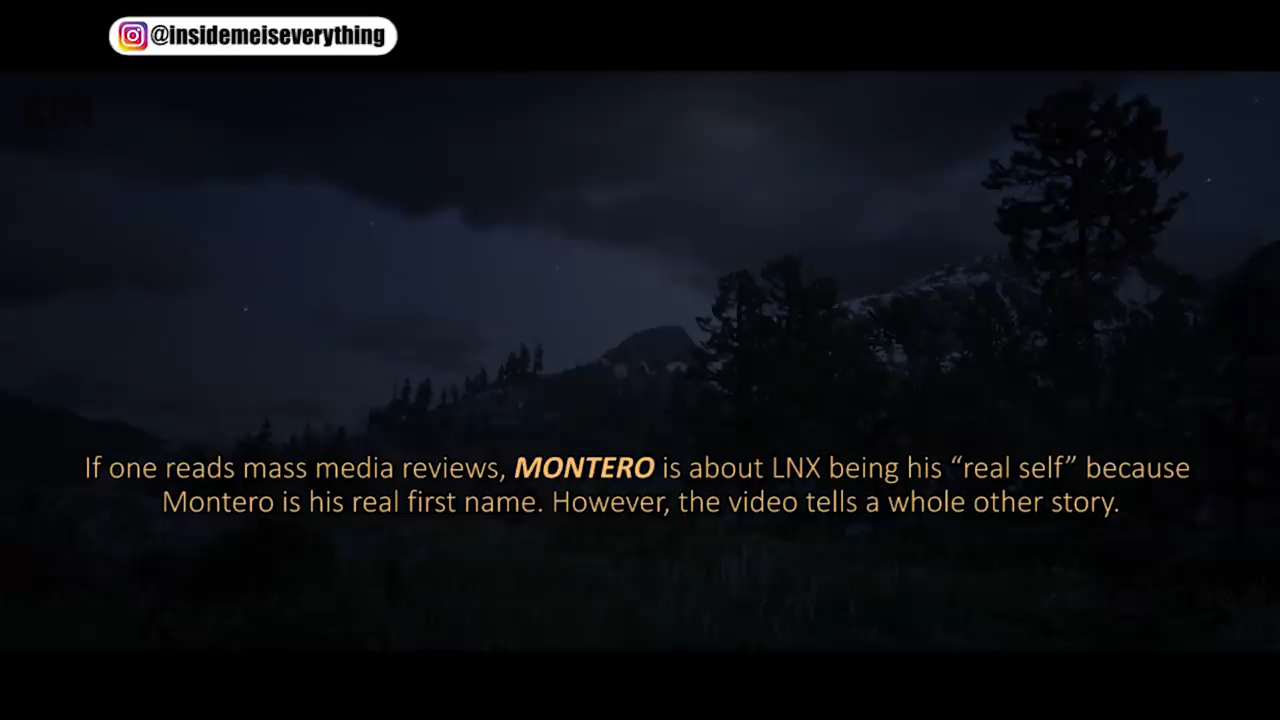 @insidemeiseverything
If one reads mass media reviews, MONTERO is about LNX being his “real self” because
Montero is his real first name. However, the video tells a whole other story.